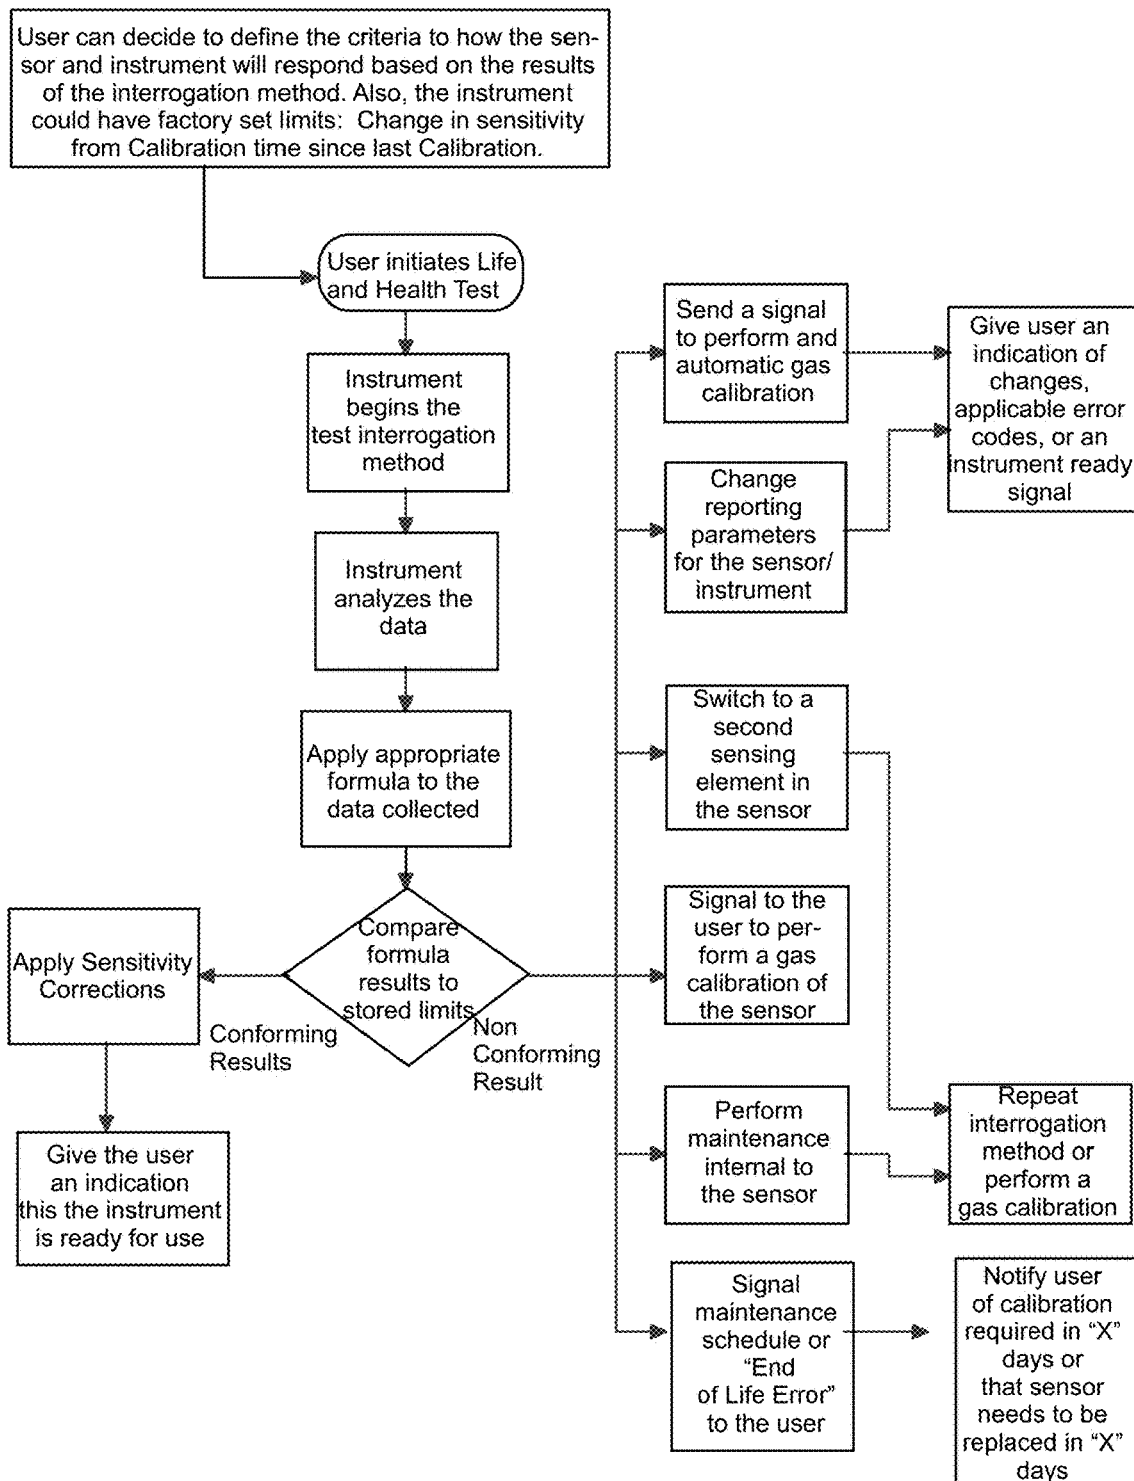 User can decide to define the criteria to how the sen-
sor and instrument will respond based on the results
of the interrogation method. Also, the instrument
could have factory set limits: Change in sensitivity
from Calibration time since last Calibration.
User initiates Life
and Health Test
Instrument
begins the
test interrogation
method
Instrument
analyzes the
data
Apply appropriate
formula to the
data collected
Compare
formula
results to
stored limits
Conforming
Results
Non
Conforming
Result
Apply Sensitivity
Corrections
Give the user
an indication
this the instrument
is ready for use
Send a signal
to perform and
automatic gas
calibration
Change
reporting
parameters
for the sensor/
instrument
Give user an
indication of
changes,
applicable error
codes, or an
instrument ready
signal
Switch to a
second
sensing
element in
the sensor
Signal to the
user to per-
form a gas
calibration of
the sensor
Perform
maintenance
internal to
the sensor
Repeat
interrogation
method or
perform a
gas calibration
Signal
maintenance
schedule or
“End
of Life Error”
to the user
Notify user
of calibration
required in “X”
days or
that sensor
needs to be
replaced in “X”
days